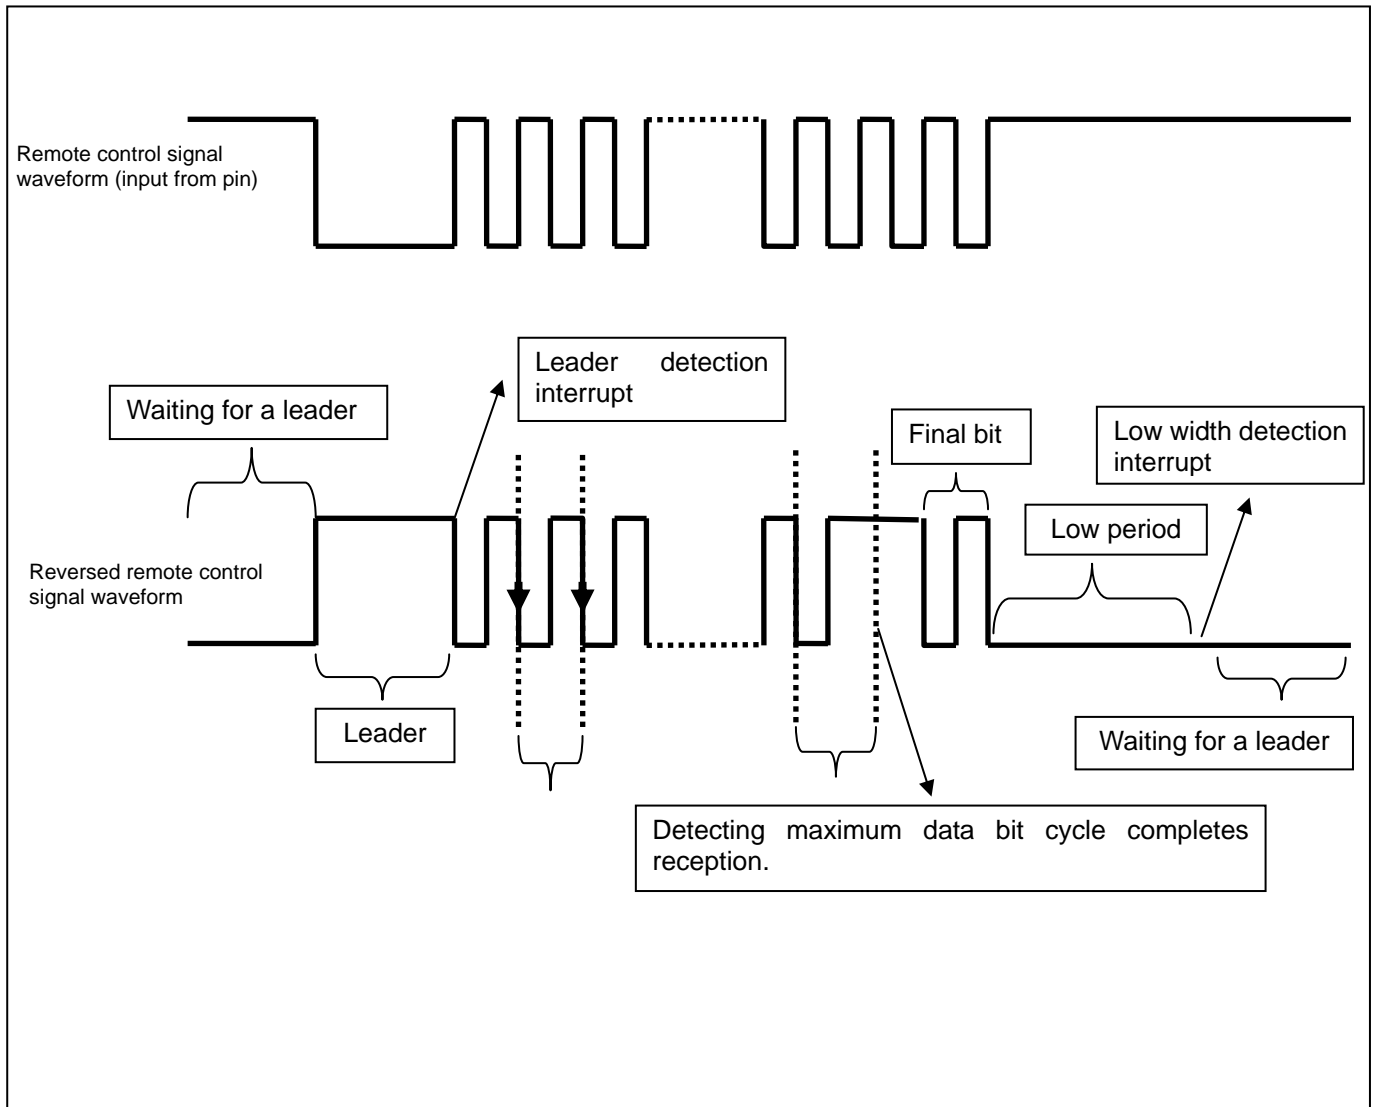 Remote control signal
waveform (input from pin)
Leader detection
interrupt
Waiting for a leader
Final bit
Low width detection
interrupt
Low period
Reversed remote control
signal waveform
Leader
Waiting for a leader
Detecting maximum data bit cycle completes
reception.